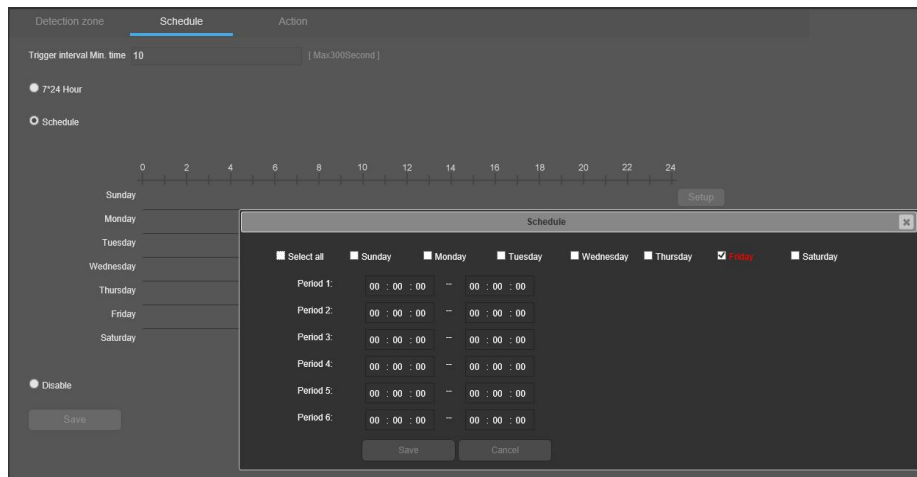 Detection zone Schedule Action
Trigger interval Min. time 10 [ Max300Second ]
7*24 Hour
Schedule
0 2 4 6 8 10 12 14 16 18 20 22 24
Sunday Setup
Monday
Tuesday
Wednesday
Thursday
Friday
Saturday
Disable
Save
Schedule
Select all Sunday Monday Tuesday Wednesday Thursday Friday Saturday
Period 1: 00 : 00 : 00 -- 00 : 00 : 00
Period 2: 00 : 00 : 00 -- 00 : 00 : 00
Period 3: 00 : 00 : 00 -- 00 : 00 : 00
Period 4: 00 : 00 : 00 -- 00 : 00 : 00
Period 5: 00 : 00 : 00 -- 00 : 00 : 00
Period 6: 00 : 00 : 00 -- 00 : 00 : 00
Save Cancel